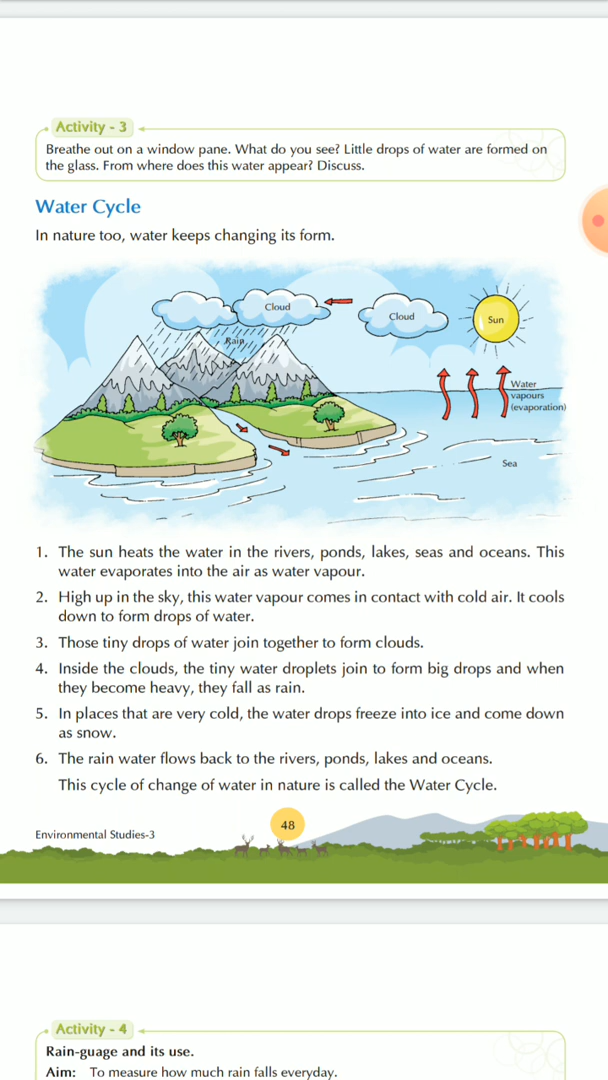 Activity - 3
Breathe out on a window pane. What do you see? Little drops of water are formed on
the glass. From where does this water appear? Discuss.
Water Cycle
In nature too, water keeps changing its form.
Cloud
Cloud
Sun
Rain
Water
vapours
(evaporation)
Sea
1. The sun heats the water in the rivers, ponds, lakes, seas and oceans. This
water evaporates into the air as water vapour.
2. High up in the sky, this water vapour comes in contact with cold air. It cools
down to form drops of water.
3. Those tiny drops of water join together to form clouds.
4. Inside the clouds, the tiny water droplets join to form big drops and when
they become heavy, they fall as rain.
5. In places that are very cold, the water drops freeze into ice and come down
as snow.
6. The rain water flows back to the rivers, ponds, lakes and oceans.
This cycle of change of water in nature is called the Water Cycle.
48
Environmental Studies-3
Activity - 4
Rain-guage and its use.
Aim: To measure how much rain falls everyday.